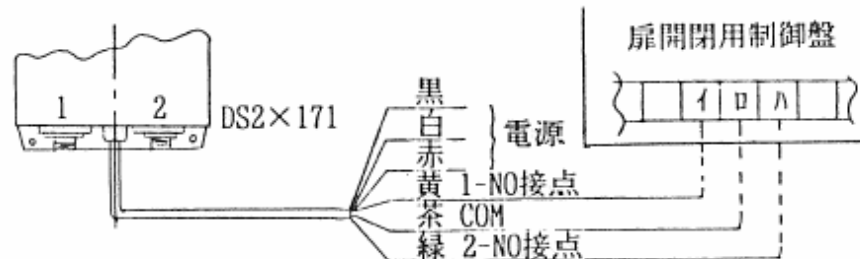 扉開閉用制御盤
イ ロ ハ
1 2
DS2×171
黒
白
赤
電源
黄 1-NO接点
茶 COM
緑 2-NO接点